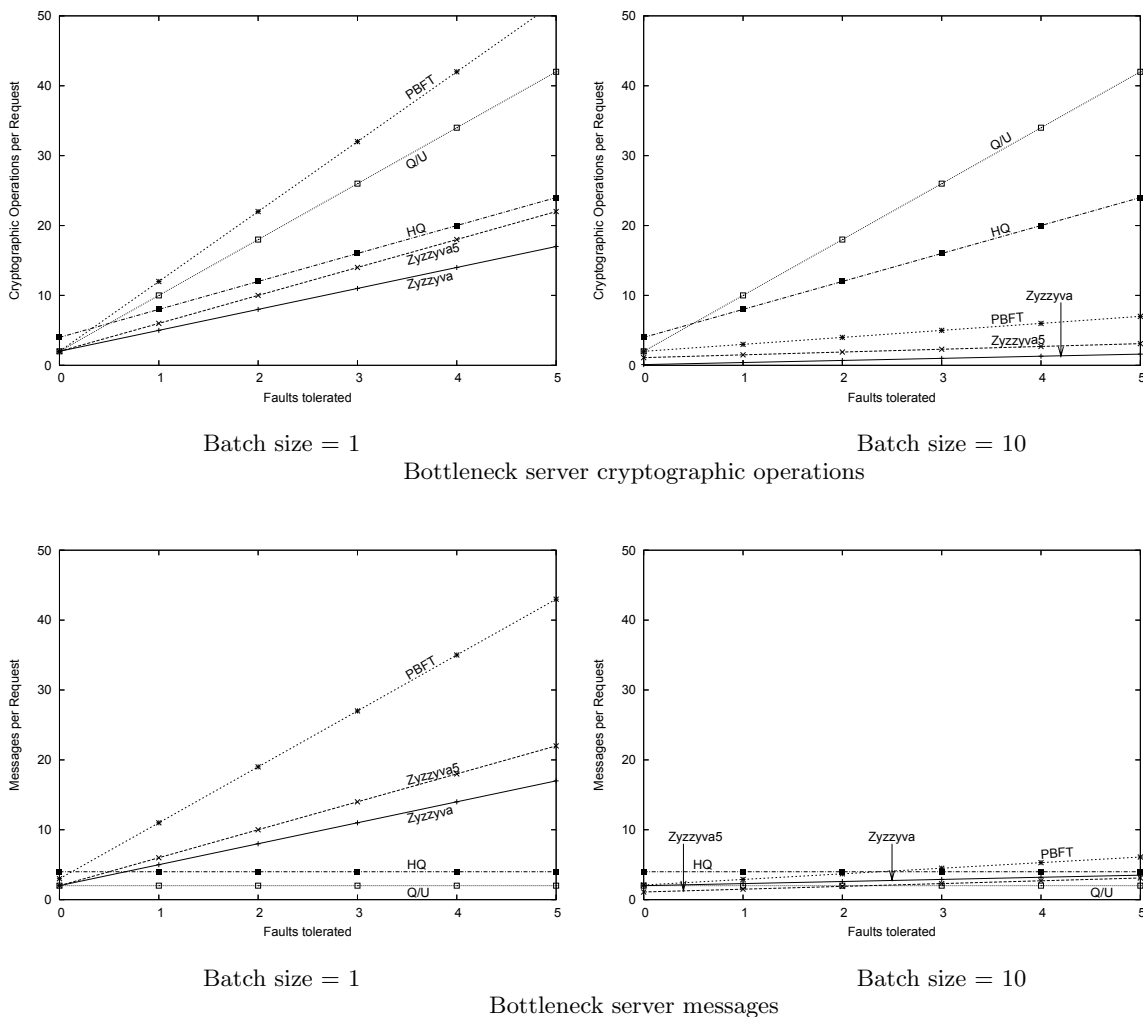 50
40
30
20
10
0
Cryptographic Operations per Request
PBFT
Q/U
HQ
Zyzzyva5
Zyzzyva
0 1 2 3 4 5
Faults tolerated
Batch size = 1
50
40
30
20
10
0
Cryptographic Operations per Request
Q/U
HQ
Zyzzyva
PBFT
Zyzzyva5
0 1 2 3 4 5
Faults tolerated
Batch size = 10
Bottleneck server cryptographic operations
50
40
30
20
10
0
Messages per Request
PBFT
Zyzzyva5
Zyzzyva
HQ
Q/U
0 1 2 3 4 5
Faults tolerated
Batch size = 1
50
40
30
20
10
0
Messages per Request
Zyzzyva5
Zyzzyva
HQ
PBFT
Q/U
0 1 2 3 4 5
Faults tolerated
Batch size = 10
Bottleneck server messages